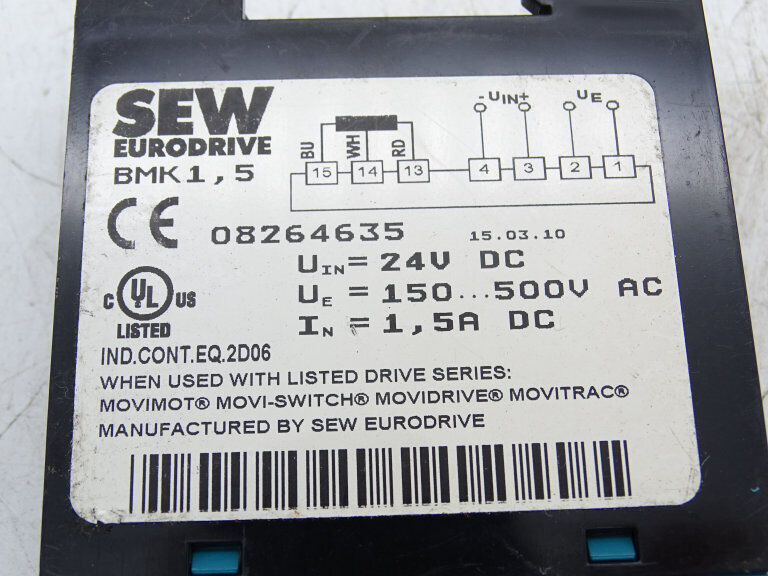 SEW
EURODRIVE
BMK1,5
-UIN+ UE
BU WH RD
15 14 13 4 3 2 1
CE 08264635 15.03.10
UIN= 24V DC
UE = 150...500V AC
IN = 1,5A DC
C UL US
LISTED
IND.CONT.EQ.2D06
WHEN USED WITH LISTED DRIVE SERIES:
MOVIMOT® MOVI-SWITCH® MOVIDRIVE® MOVITRAC®
MANUFACTURED BY SEW EURODRIVE